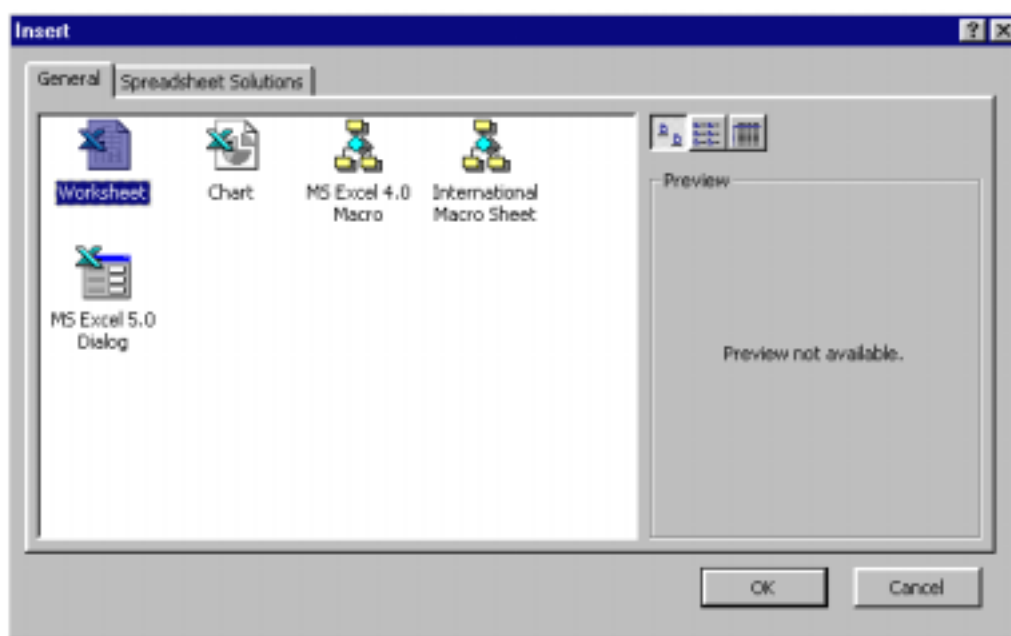 Insert
General Spreadsheet Solutions
Worksheet Chart MS Excel 4.0 Macro International Macro Sheet
MS Excel 5.0 Dialog
Preview
Preview not available.
OK Cancel